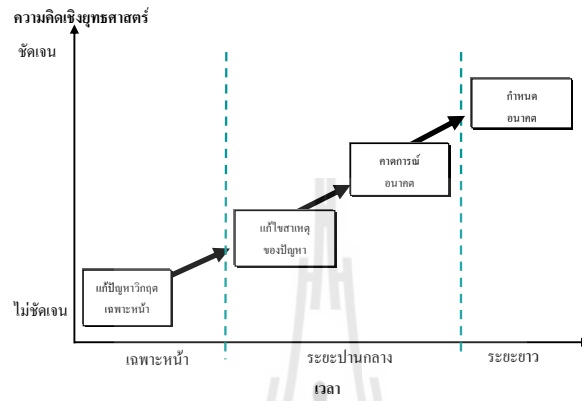 ความคิดเชิงยุทธศาสตร์
ชัดเจน
กำหนด
อนาคต
คาดการณ์
อนาคต
แก้ไขสาเหตุ
ของปัญหา
แก้ปัญหาวิกฤต
เฉพาะหน้า
ไม่ชัดเจน
เฉพาะหน้า
ระยะปานกลาง
ระยะยาว
เวลา